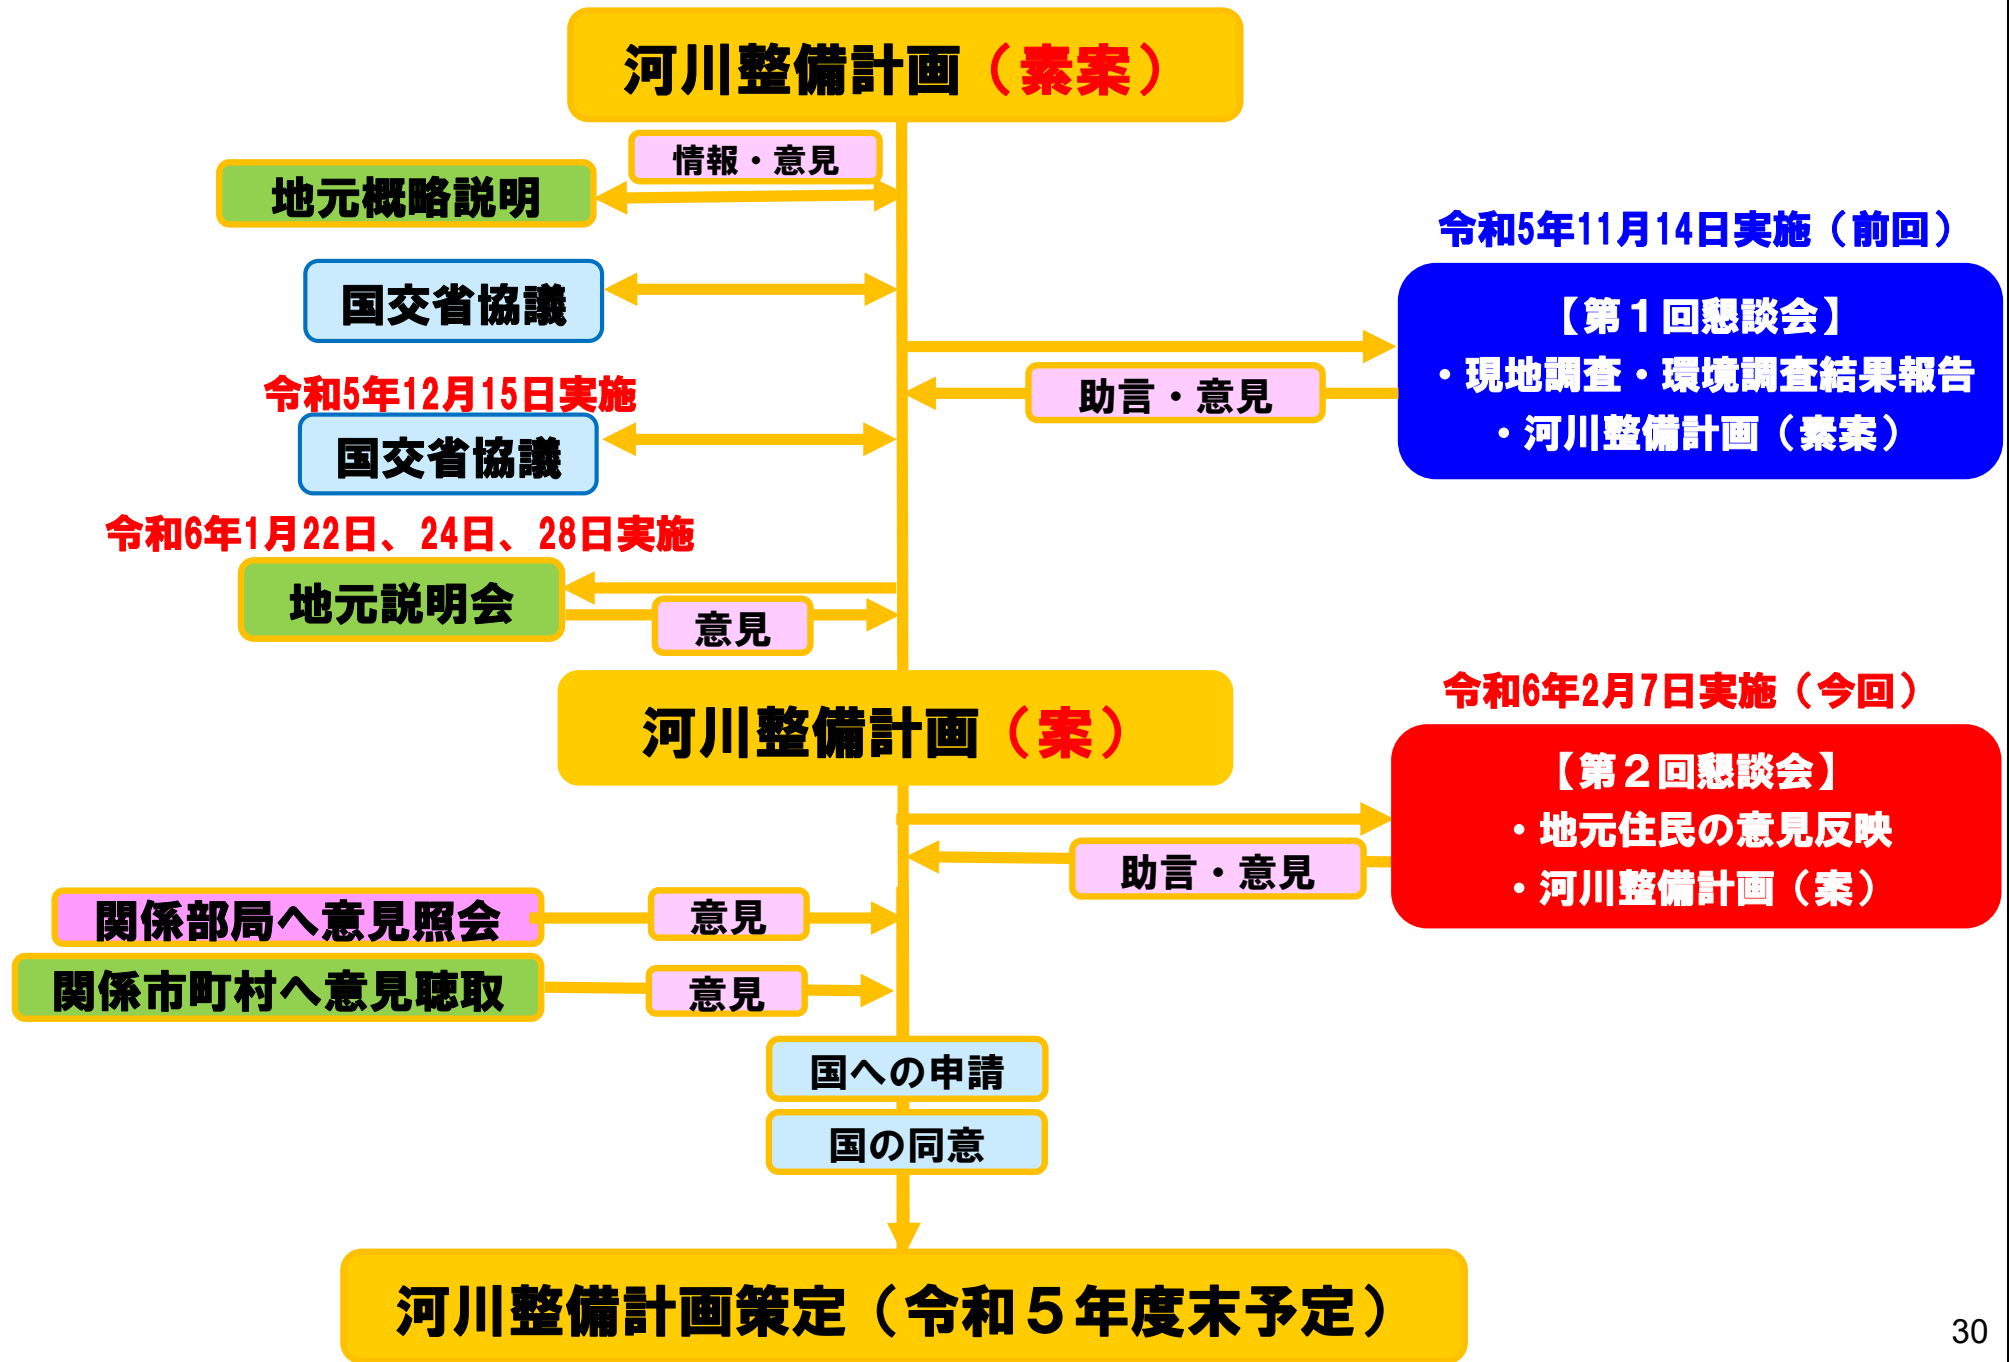 河川整備計画（素案）
情報・意見
地元概略説明
令和5年11月14日実施（前回）
国交省協議
【第１回懇談会】
・現地調査・環境調査結果報告
・河川整備計画（素案）
助言・意見
令和5年12月15日実施
国交省協議
令和6年1月22日、24日、28日実施
地元説明会
意見
河川整備計画（案）
令和6年2月7日実施（今回）
【第２回懇談会】
・地元住民の意見反映
・河川整備計画（案）
助言・意見
関係部局へ意見照会
意見
関係市町村へ意見聴取
意見
国への申請
国の同意
河川整備計画策定（令和５年度末予定）
30